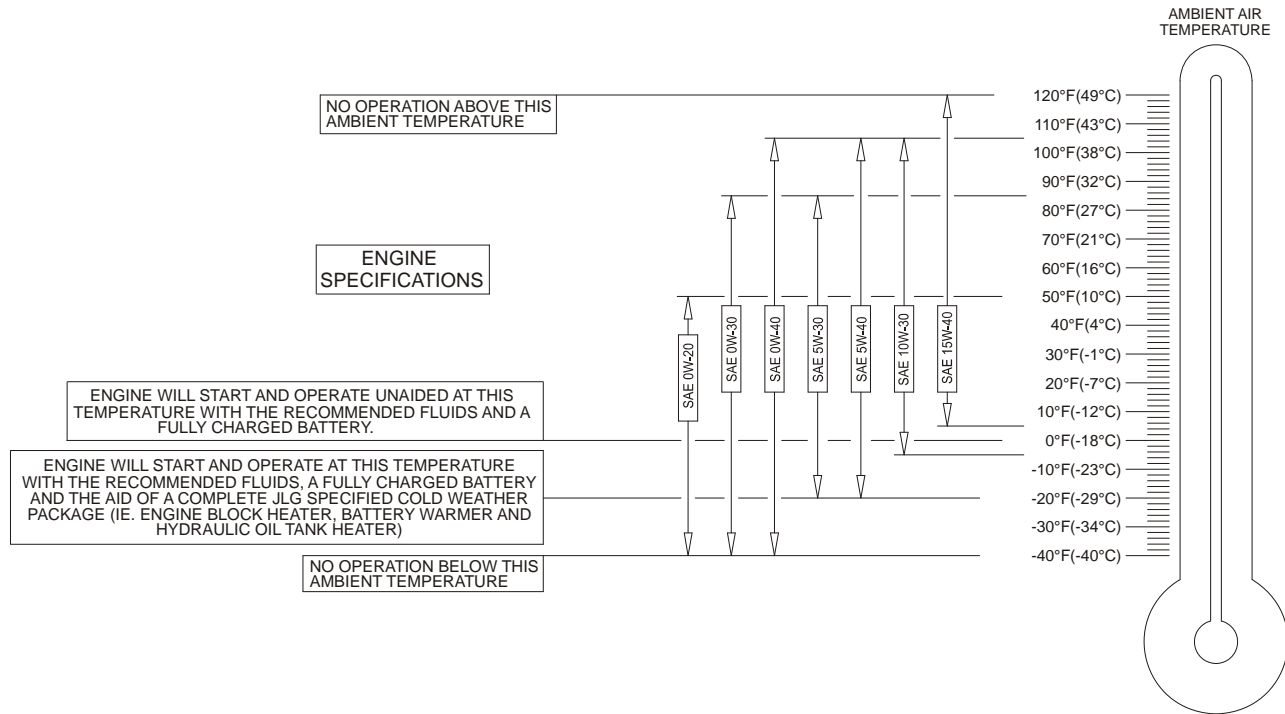 AMBIENT AIR
TEMPERATURE
NO OPERATION ABOVE THIS
AMBIENT TEMPERATURE
120°F(49°C)
110°F(43°C)
100°F(38°C)
90°F(32°C)
80°F(27°C)
70°F(21°C)
60°F(16°C)
50°F(10°C)
40°F(4°C)
30°F(-1°C)
20°F(-7°C)
10°F(-12°C)
0°F(-18°C)
-10°F(-23°C)
-20°F(-29°C)
-30°F(-34°C)
-40°F(-40°C)
ENGINE
SPECIFICATIONS
SAE 0W-20
SAE 0W-30
SAE 0W-40
SAE 5W-30
SAE 5W-40
SAE 10W-30
SAE 15W-40
ENGINE WILL START AND OPERATE UNAIDED AT THIS
TEMPERATURE WITH THE RECOMMENDED FLUIDS AND A
FULLY CHARGED BATTERY.
ENGINE WILL START AND OPERATE AT THIS TEMPERATURE
WITH THE RECOMMENDED FLUIDS, A FULLY CHARGED BATTERY
AND THE AID OF A COMPLETE JLG SPECIFIED COLD WEATHER
PACKAGE (IE. ENGINE BLOCK HEATER, BATTERY WARMER AND
HYDRAULIC OIL TANK HEATER)
NO OPERATION BELOW THIS
AMBIENT TEMPERATURE